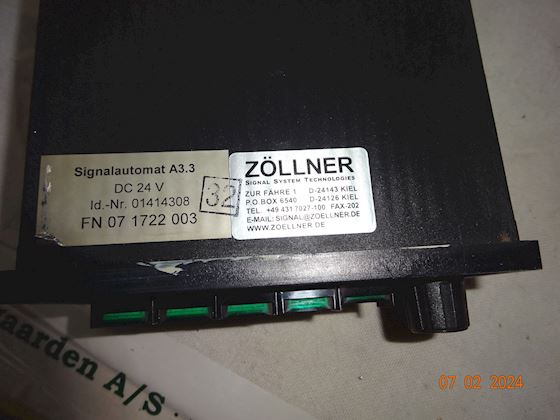 Signalautomat A3.3
DC 24 V
Id.-Nr. 01414308
FN 07 1722 003
32
ZÖLLNER
SIGNAL SYSTEM TECHNOLOGIES
ZUR FÄHRE 1 D-24143 KIEL
P.O.BOX 6540 D-24126 KIEL
TEL. +49 431 7027-100 FAX-202
E-MAIL: SIGNAL@ZOELLNER.DE
WWW.ZOELLNER.DE
gaarden A/S
07 02 2024